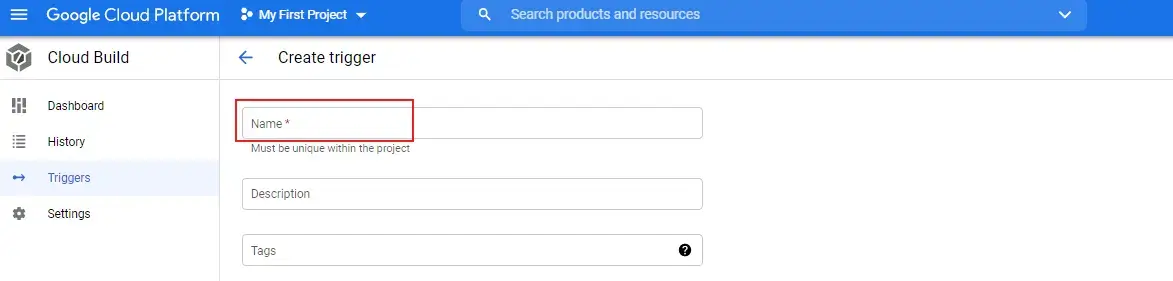 Google Cloud Platform My First Project Search products and resources
Cloud Build Create trigger
Dashboard
Name *
History
Must be unique within the project
Triggers
Description
Settings
Tags